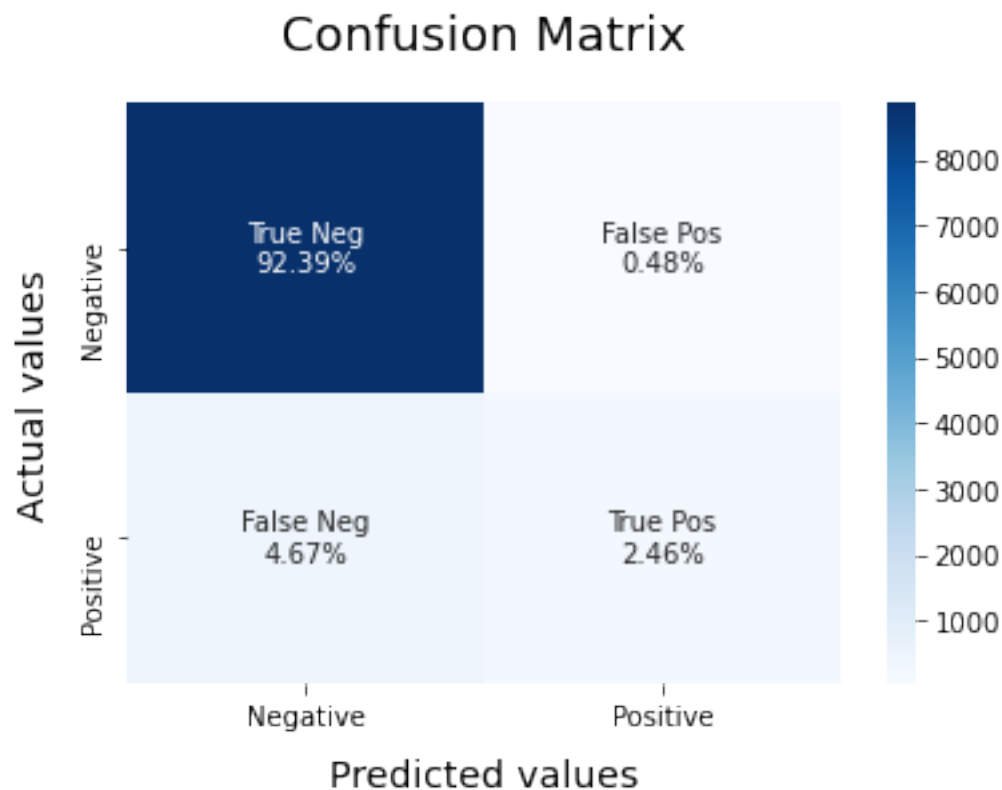 Confusion Matrix
True Neg
92.39%
False Pos
0.48%
False Neg
4.67%
True Pos
2.46%
Actual values
Negative
Positive
Negative
Positive
Predicted values
8000
7000
6000
5000
4000
3000
2000
1000